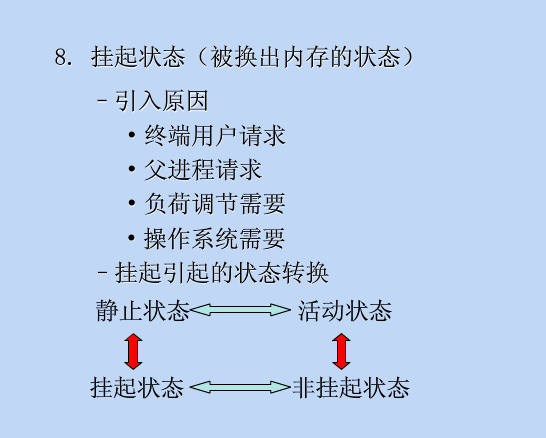 8. 挂起状态（被换出内存的状态）
– 引入原因
• 终端用户请求
• 父进程请求
• 负荷调节需要
• 操作系统需要
– 挂起引起的状态转换
静止状态 活动状态
挂起状态 非挂起状态